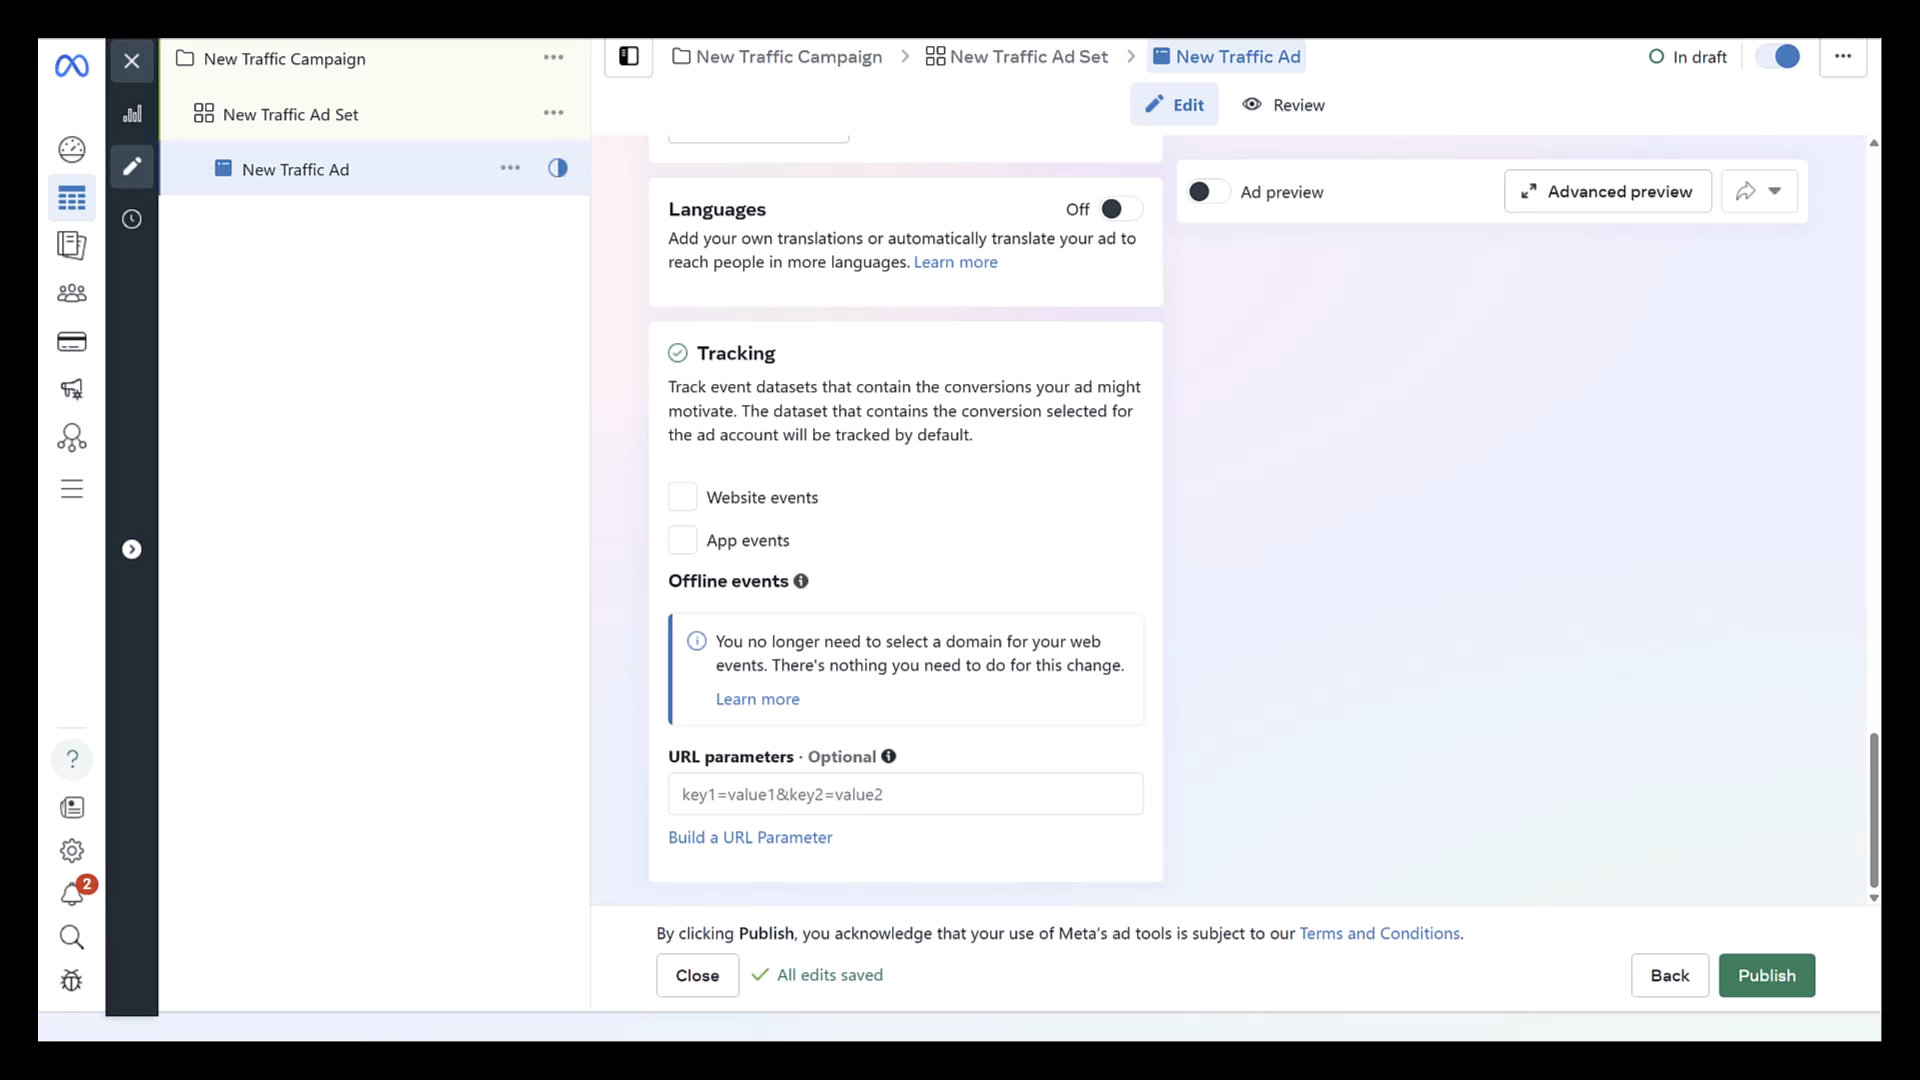 New Traffic Campaign
New Traffic Ad Set
New Traffic Ad
New Traffic Campaign > New Traffic Ad Set > New Traffic Ad
In draft
Edit
Review
Languages
Off
Add your own translations or automatically translate your ad to
reach people in more languages. Learn more
Tracking
Track event datasets that contain the conversions your ad might
motivate. The dataset that contains the conversion selected for
the ad account will be tracked by default.
Website events
App events
Offline events
You no longer need to select a domain for your web
events. There's nothing you need to do for this change.
Learn more
URL parameters · Optional
key1=value1&key2=value2
Build a URL Parameter
Ad preview
Advanced preview
2
By clicking Publish, you acknowledge that your use of Meta's ad tools is subject to our Terms and Conditions.
Close
All edits saved
Back
Publish